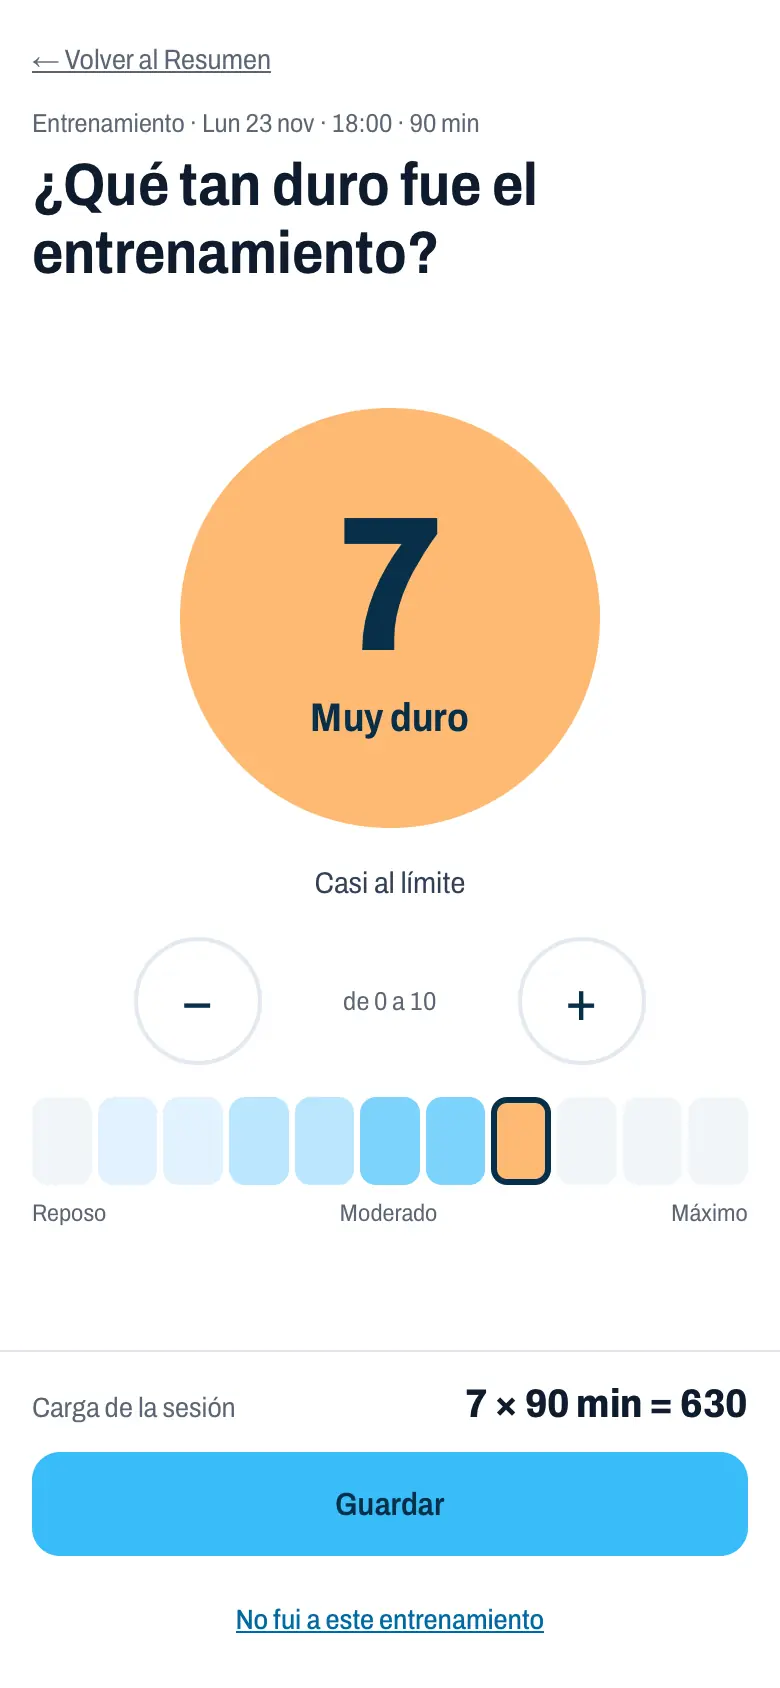 ← Volver al Resumen
Entrenamiento · Lun 23 nov · 18:00 · 90 min
¿Qué tan duro fue el
entrenamiento?
7
Muy duro
Casi al límite
−
de 0 a 10
+
Reposo
Moderado
Máximo
Carga de la sesión
7 × 90 min = 630
Guardar
No fui a este entrenamiento